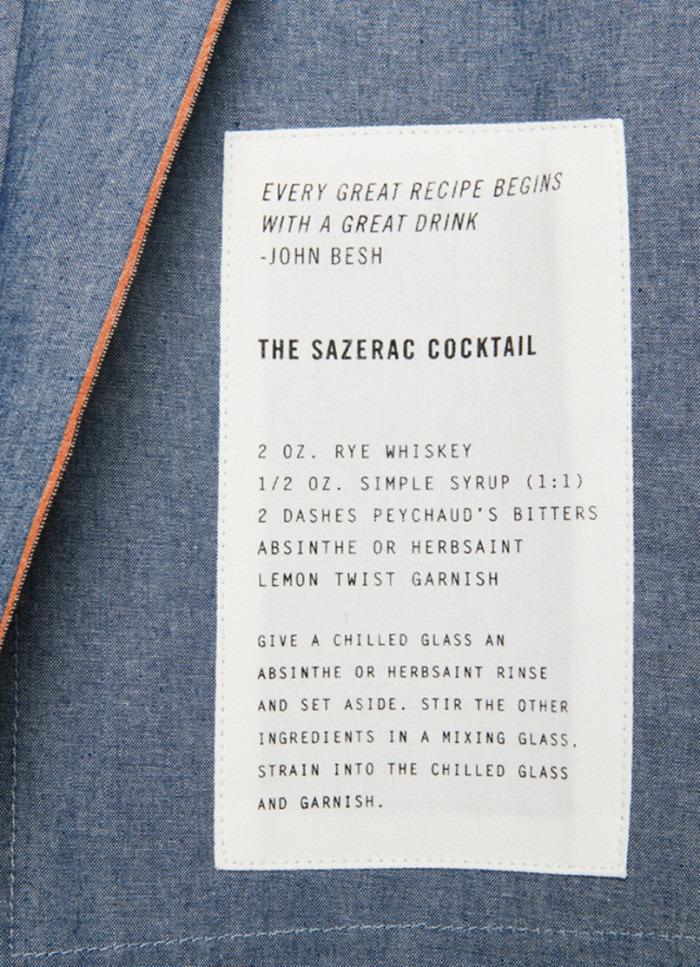 EVERY GREAT RECIPE BEGINS
WITH A GREAT DRINK
-JOHN BESH
THE SAZERAC COCKTAIL
2 OZ. RYE WHISKEY
1/2 OZ. SIMPLE SYRUP (1:1)
2 DASHES PEYCHAUD'S BITTERS
ABSINTHE OR HERBSAINT
LEMON TWIST GARNISH
GIVE A CHILLED GLASS AN
ABSINTHE OR HERBSAINT RINSE
AND SET ASIDE. STIR THE OTHER
INGREDIENTS IN A MIXING GLASS,
STRAIN INTO THE CHILLED GLASS
AND GARNISH.